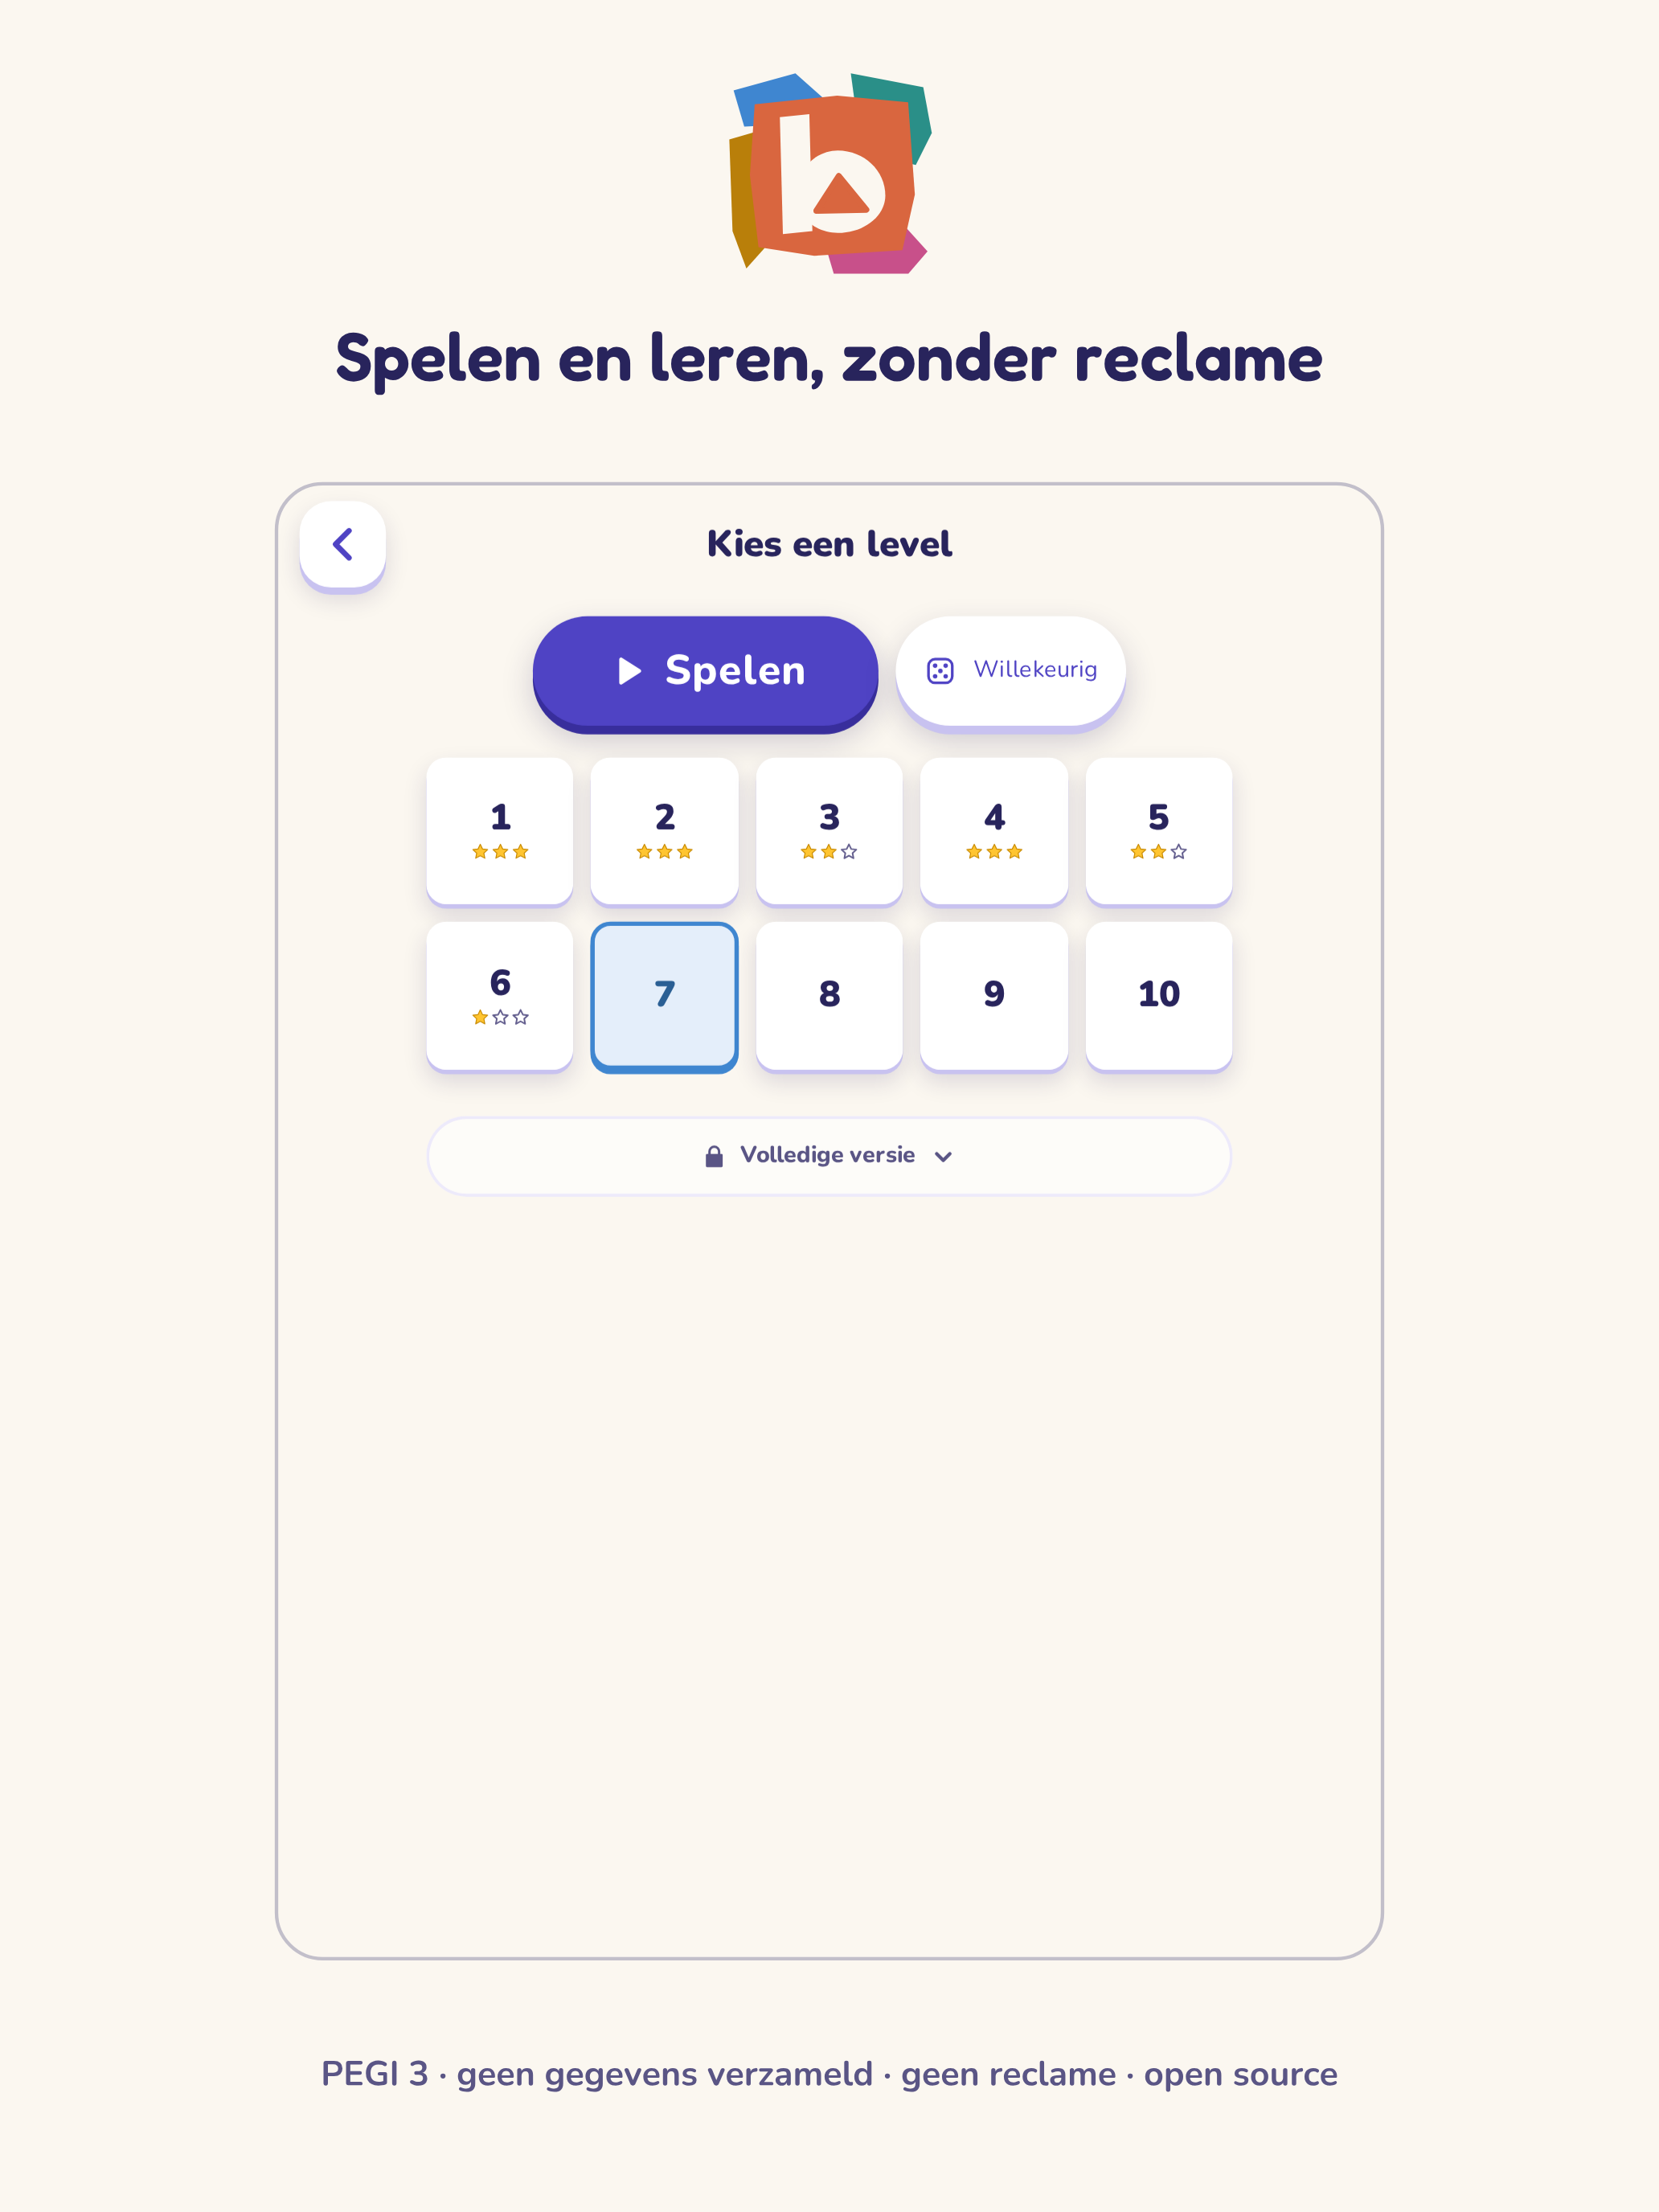 b
Spelen en leren, zonder reclame
Kies een level
Spelen
Willekeurig
1
2
3
4
5
6
7
8
9
10
Volledige versie
PEGI 3 · geen gegevens verzameld · geen reclame · open source